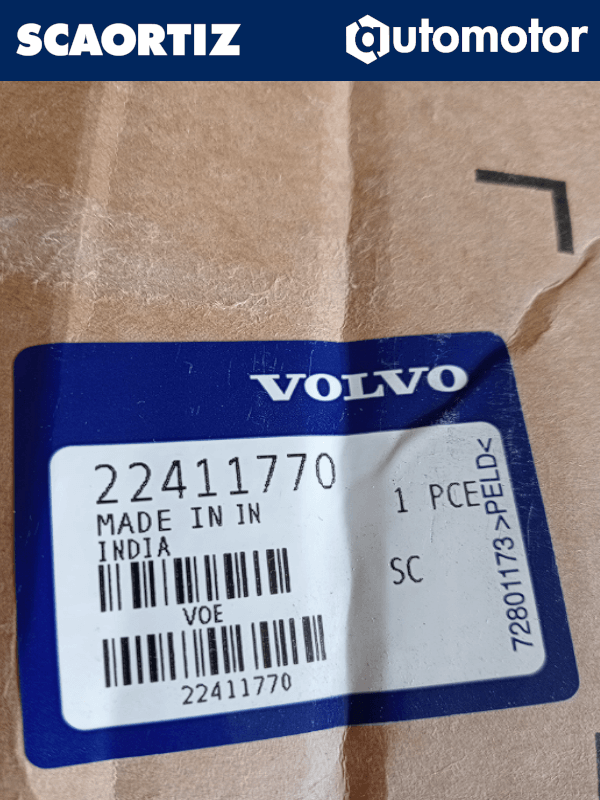 SCAORTIZ
automotor
VOLVO
22411770
MADE IN IN
INDIA
1 PCE
VOE
SC
22411770
72801173 >PELD<